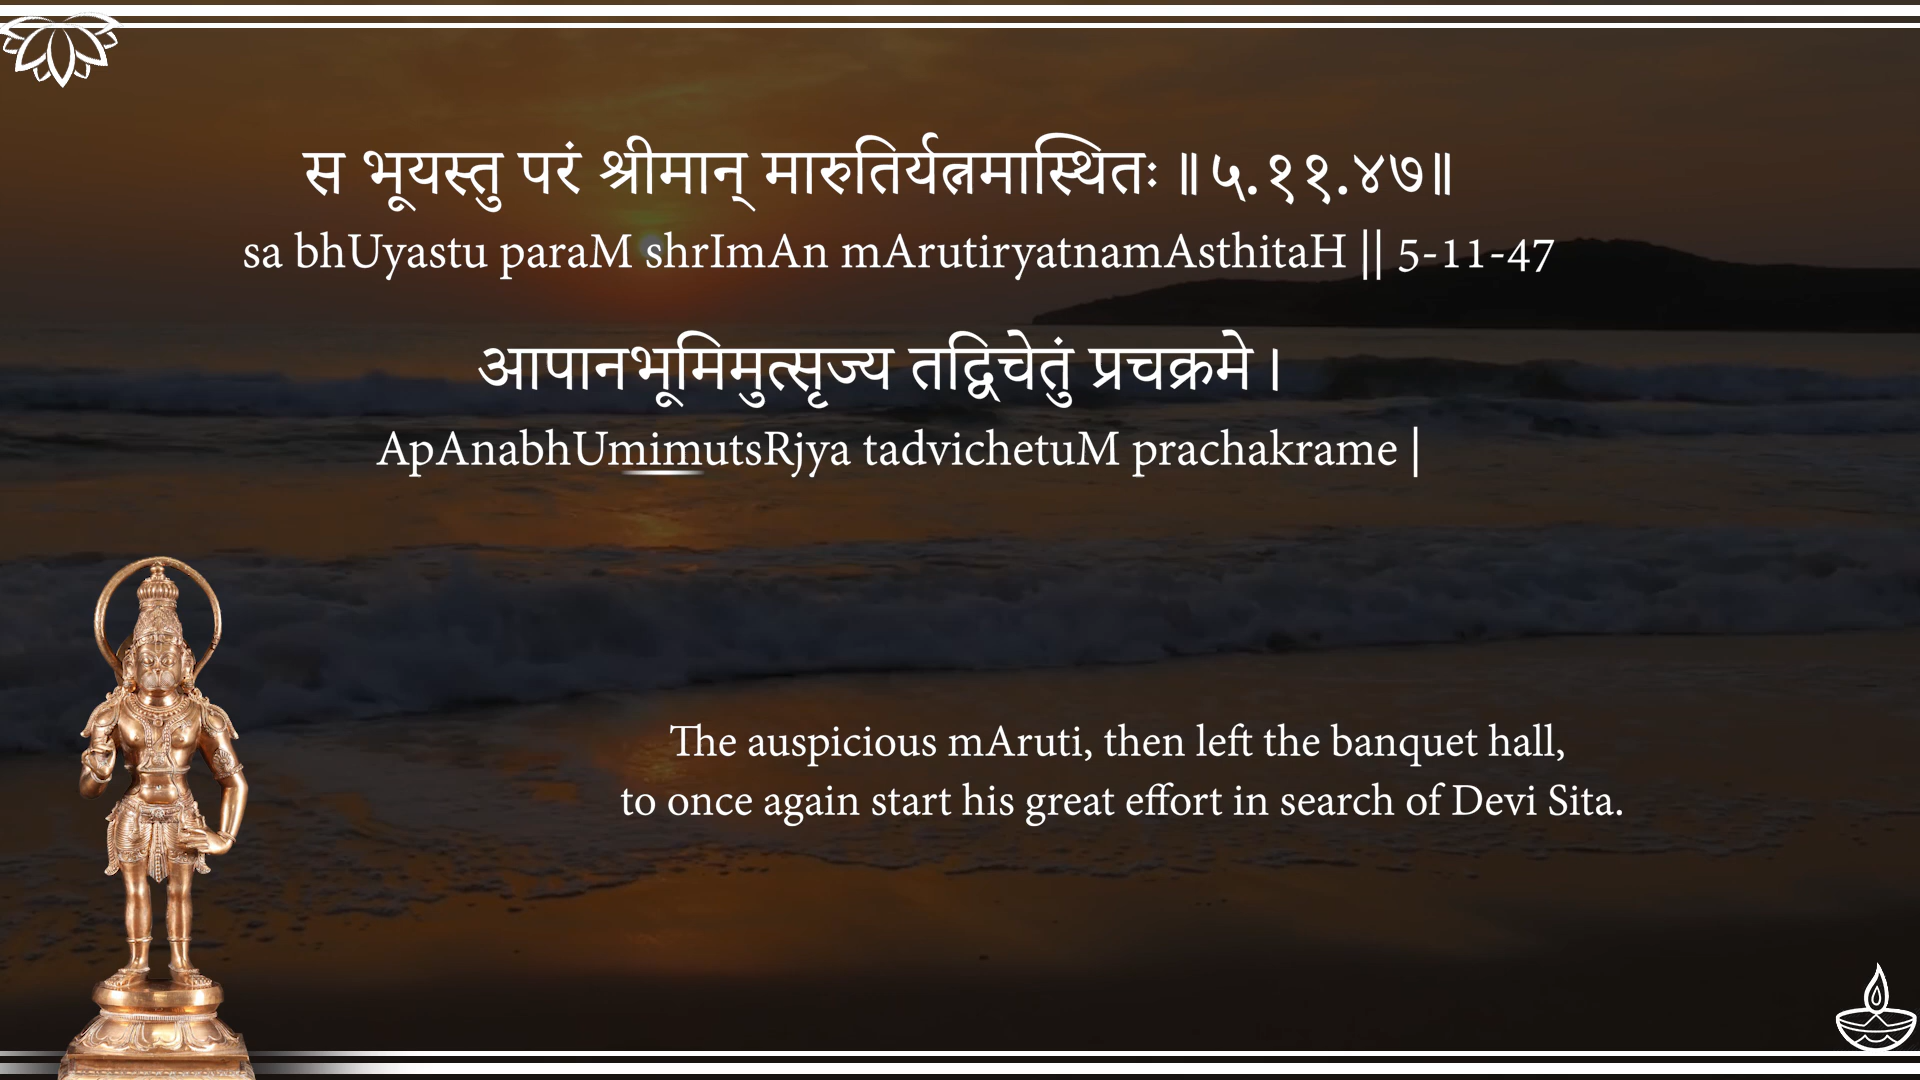 स भूयस्तु परं श्रीमान् मारुतिर्यत्नमास्थितः ॥५.११.४७॥
sa bhUyastu paraM shrImAn mArutiryatnamAsthitaH || 5-11-47
आपानभूमिमुत्सृज्य तद्विचेतुं प्रचक्रमे ।
ApAnabhUmimutsRjya tadvichetuM prachakrame |
The auspicious mAruti, then left the banquet hall,
to once again start his great effort in search of Devi Sita.